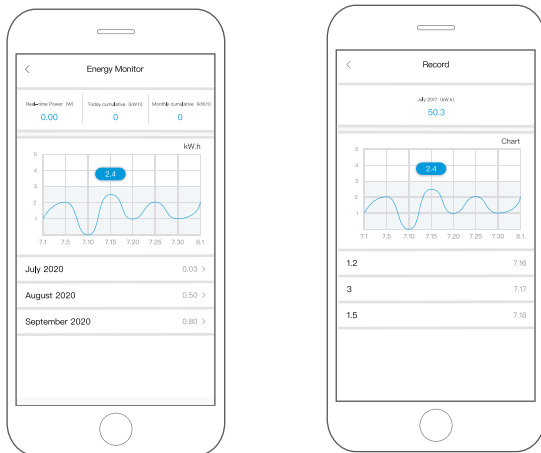 Energy Monitor
Real-time Power (W) Today cumulative (kW.h) Monthly cumulative (kW.h)
0.00 0 0
kW.h
5
4
3
2
1
2.4
7.1 7.5 7.10 7.15 7.20 7.25 7.30 8.1
July 2020 0.03 >
August 2020 0.50 >
September 2020 0.80 >
Record
July 2017 (kW.h)
50.3
Chart
5
4
3
2
1
2.4
7.1 7.5 7.10 7.15 7.20 7.25 7.30 8.1
1.2 7.16
3 7.17
1.5 7.18